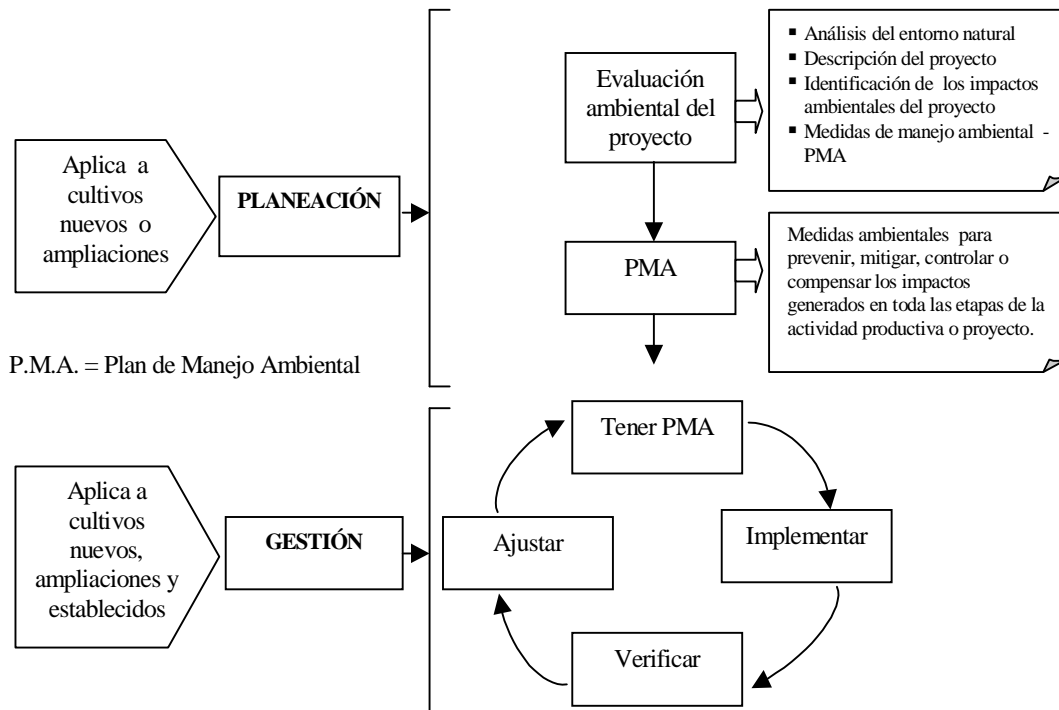 Aplica a
cultivos
nuevos o
ampliaciones
PLANEACIÓN
Evaluación
ambiental del
proyecto
▪ Análisis del entorno natural
▪ Descripción del proyecto
▪ Identificación de los impactos
ambientales del proyecto
▪ Medidas de manejo ambiental -
PMA
PMA
Medidas ambientales para
prevenir, mitigar, controlar o
compensar los impactos
generados en toda las etapas de la
actividad productiva o proyecto.
P.M.A. = Plan de Manejo Ambiental
Aplica a
cultivos
nuevos,
ampliaciones y
establecidos
GESTIÓN
Tener PMA
Implementar
Verificar
Ajustar